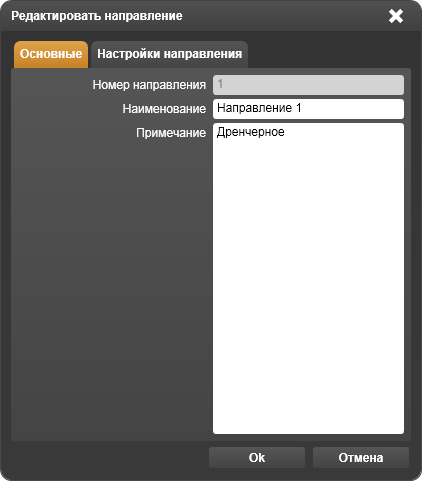 Редактировать направление
Основные Настройки направления
Номер направления 1
Наименование Направление 1
Примечание Дренчерное
Ok Отмена